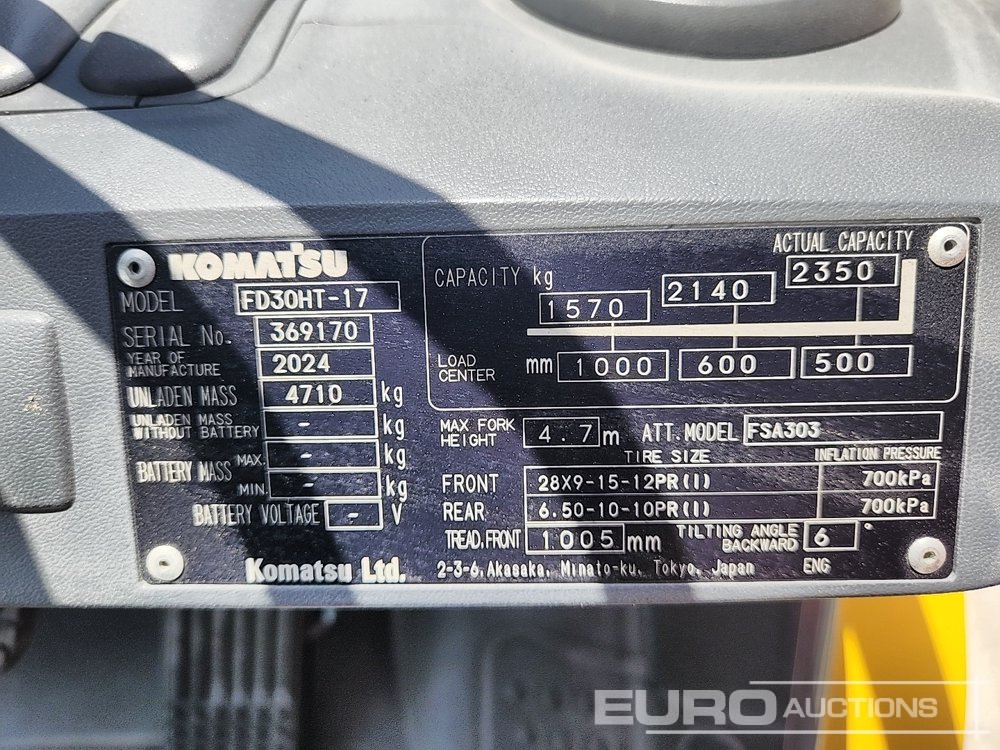 KOMATSU
MODEL FD30HT-17
SERIAL No. 369170
YEAR OF MANUFACTURE 2024
UNLADEN MASS 4710 kg
UNLADEN MASS WITHOUT BATTERY - kg
BATTERY MASS MAX. - kg
MIN. - kg
BATTERY VOLTAGE - V
Komatsu Ltd.
ACTUAL CAPACITY
CAPACITY kg 1570 2140 2350
LOAD CENTER mm 1000 600 500
MAX FORK HEIGHT 4.7 m ATT. MODEL FSA303
TIRE SIZE INFLATION PRESSURE
FRONT 28X9-15-12PR(I) 700kPa
REAR 6.50-10-10PR(I) 700kPa
TREAD.FRONT 1005 mm TILTING ANGLE BACKWARD 6 °
2-3-6, Akasaka, Minato-ku, Tokyo, Japan ENG
EURO AUCTIONS